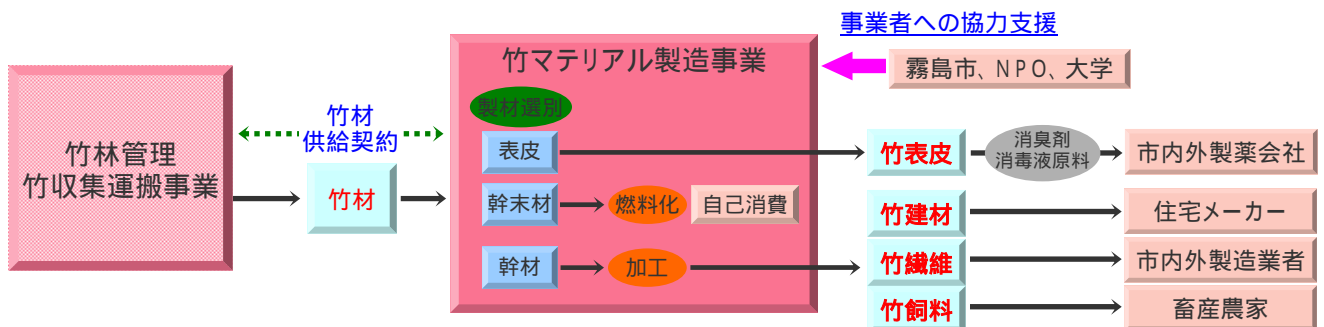 事業者への協力支援
竹マテリアル製造事業
霧島市、NPO、大学
製材選別
竹材
供給契約
竹林管理
竹収集運搬事業
竹材
表皮
竹表皮
消臭剤
消毒液原料
市内外製薬会社
幹末材
燃料化
自己消費
竹建材
住宅メーカー
幹材
加工
竹繊維
市内外製造業者
竹飼料
畜産農家